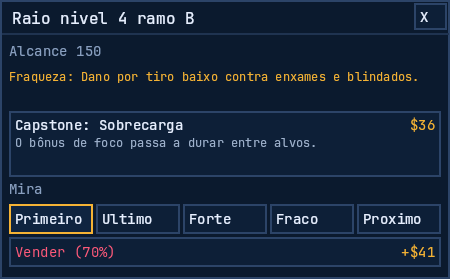 Raio nivel 4 ramo B X
Alcance 150
Fraqueza: Dano por tiro baixo contra enxames e blindados.
Capstone: Sobrecarga $36
O bônus de foco passa a durar entre alvos.
Mira
Primeiro Ultimo Forte Fraco Proximo
Vender (70%) +$41